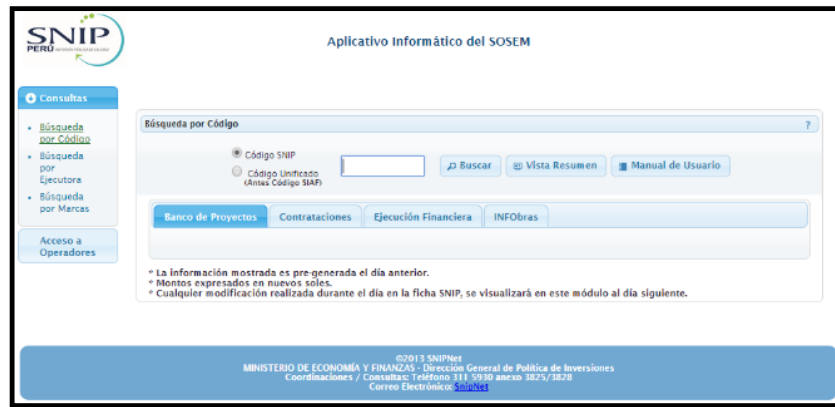 SNIP
PERÚ
Aplicativo Informático del SOSEM
Consultas
Búsqueda por Código
?
Búsqueda
por Código
Código SNIP
Búsqueda
por
Ejecutora
Código Unificado
(Antes Código SIAF)
Buscar
Vista Resumen
Manual de Usuario
Búsqueda
por Marcas
Banco de Proyectos
Contrataciones
Ejecución Financiera
INFObras
Acceso a
Operadores
* La información mostrada es pre-generada el día anterior.
* Montos expresados en nuevos soles.
* Cualquier modificación realizada durante el día en la ficha SNIP, se visualizará en este módulo al día siguiente.
©2013 SNIPNet
MINISTERIO DE ECONOMÍA Y FINANZAS - Dirección General de Política de Inversiones
Coordinaciones / Consultas: Teléfono 311 5930 anexo 3825/3828
Correo Electrónico: SnipNet